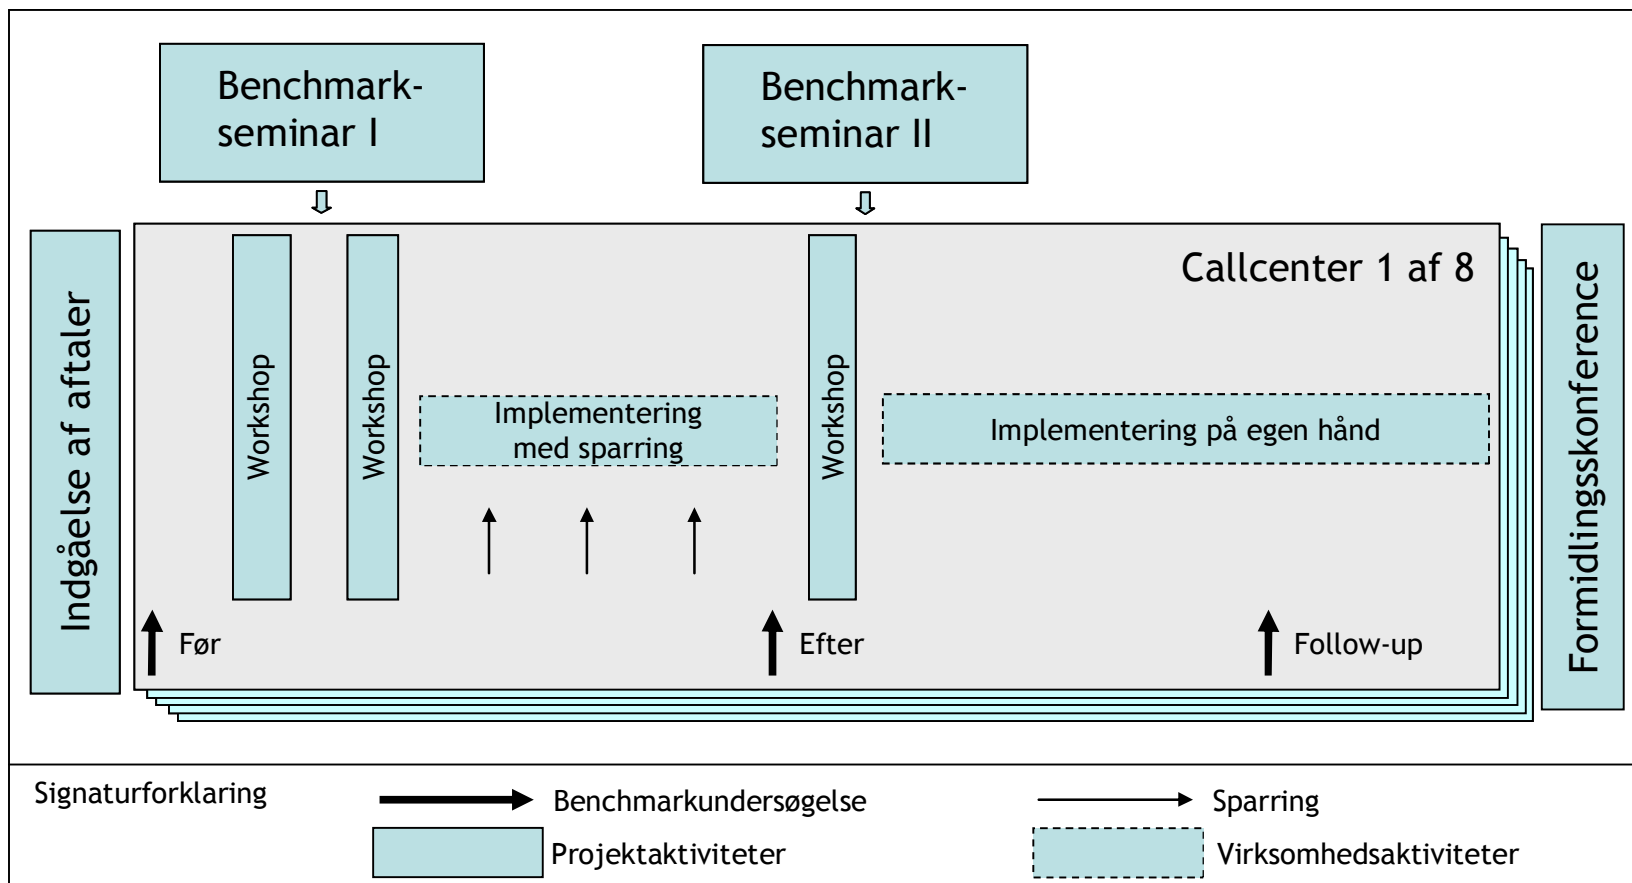 Benchmark-
seminar I
Benchmark-
seminar II
Indgåelse af aftaler
Callcenter 1 af 8
Workshop
Workshop
Implementering
med sparring
Workshop
Implementering på egen hånd
Formidlingsskonference
Før
Efter
Follow-up
Signaturforklaring
Benchmarkundersøgelse
Sparring
Projektaktiviteter
Virksomhedsaktiviteter